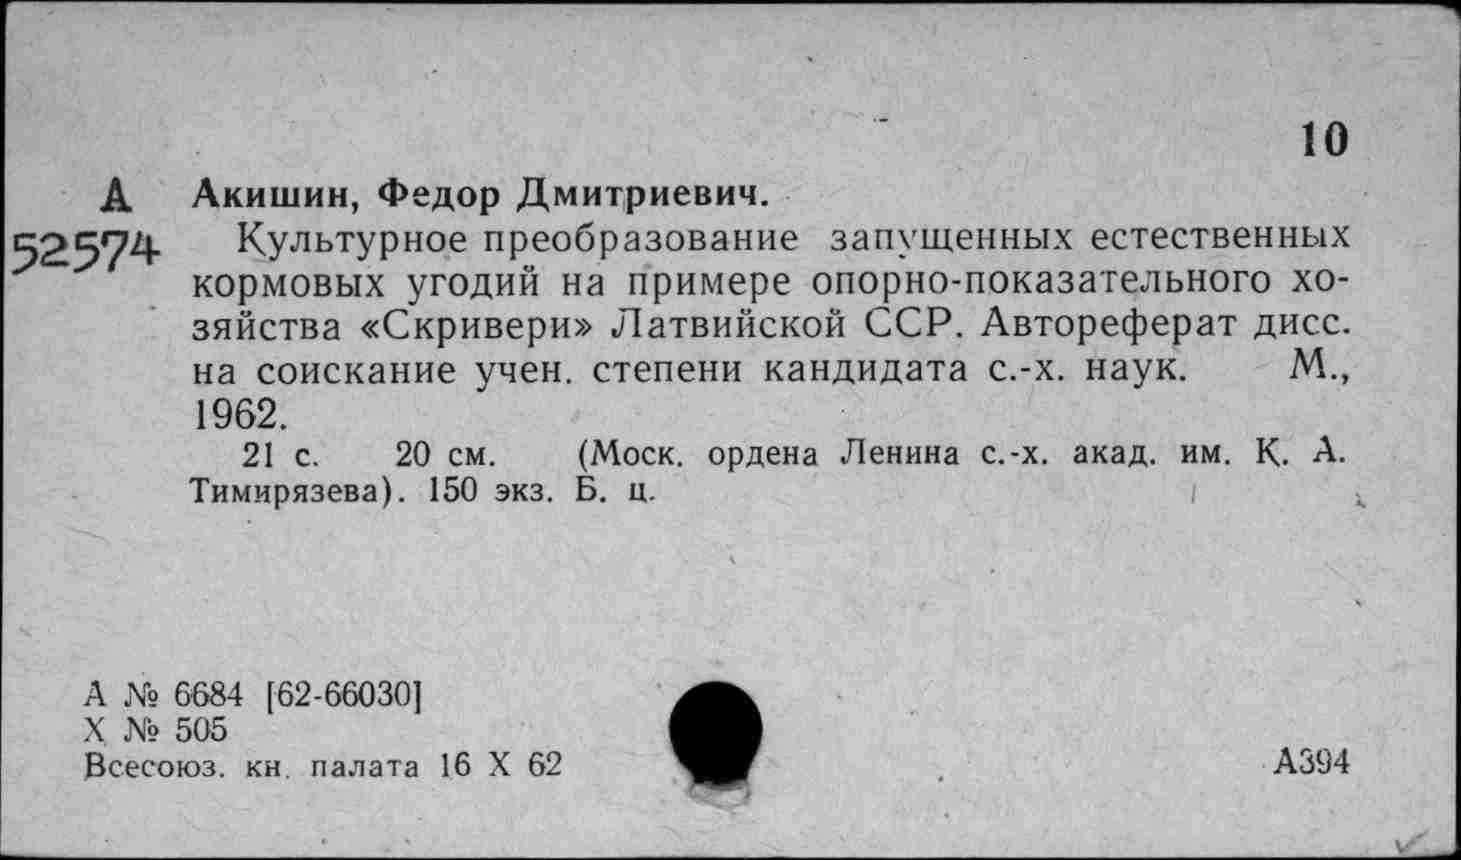 10
А Акишин, Федор Дмитриевич.
52574 Культурное преобразование запущенных естественных
кормовых угодий на примере опорно-показательного хо-
зяйства «Скривери» Латвийской ССР. Автореферат дисс.
на соискание учен. степени кандидата с.-х. наук. М.,
1962.
21 с. 20 см. (Моск. ордена Ленина с.-х. акад. им. К. А.
Тимирязева). 150 экз. Б. ц.
А № 6684 [62-66030]
X № 505
Всесоюз. кн. палата 16 X 62
А394